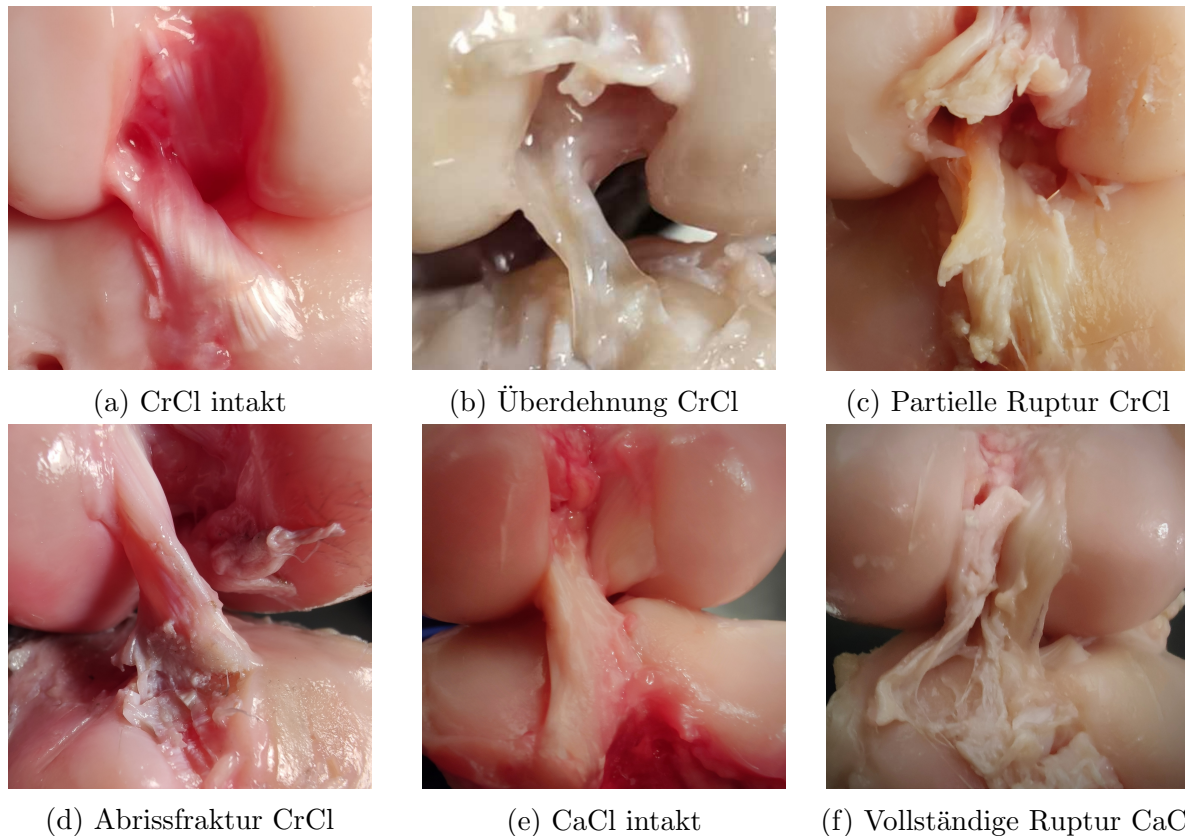 (a) CrCl intakt
(b) Überdehnung CrCl
(c) Partielle Ruptur CrCl
(d) Abrissfraktur CrCl
(e) CaCl intakt
(f) Vollständige Ruptur CaC